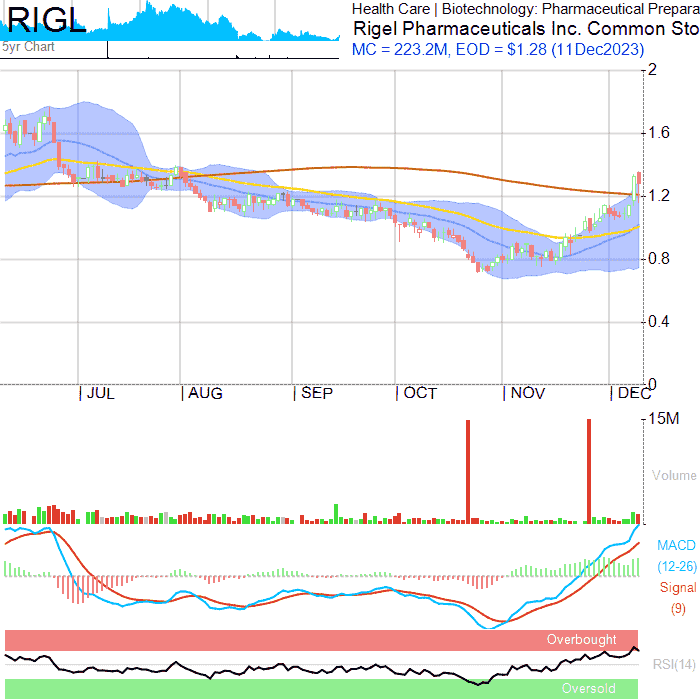 RIGL
5yr Chart
Health Care | Biotechnology: Pharmaceutical Prepara
Rigel Pharmaceuticals Inc. Common Sto
MC = 223.2M, EOD = $1.28 (11Dec2023)
2
1.6
1.2
0.8
0.4
0
JUL AUG SEP OCT NOV DEC
15M
Volume
MACD
(12-26)
Signal
(9)
Overbought
RSI(14)
Oversold